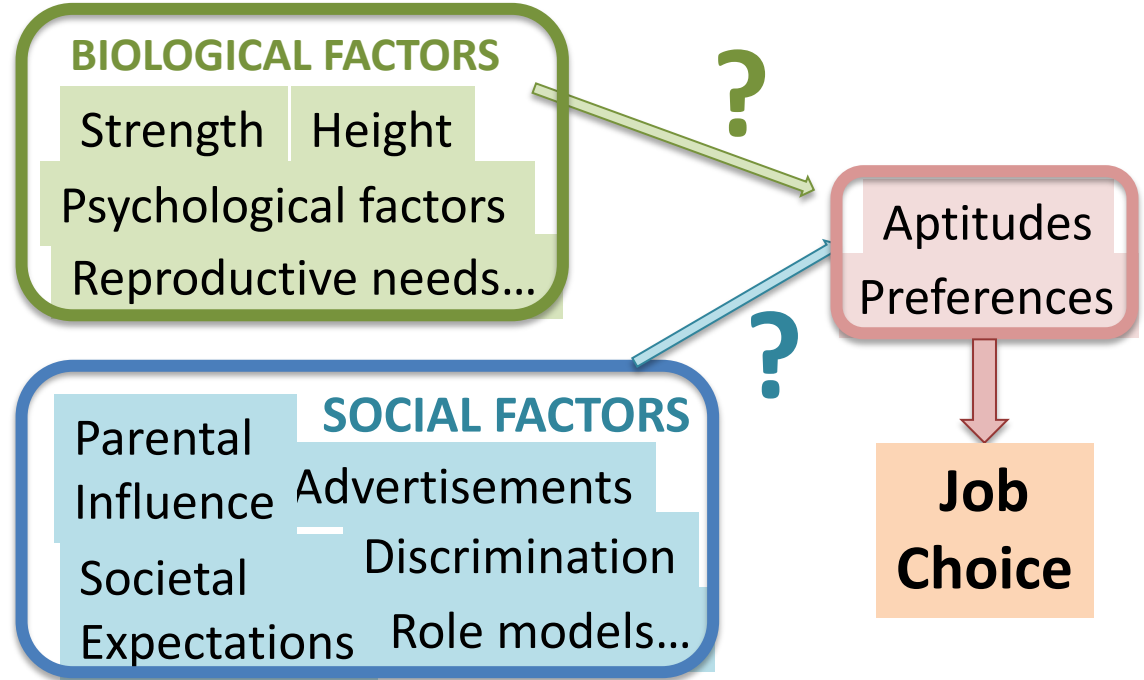 BIOLOGICAL FACTORS
Strength Height
Psychological factors
Reproductive needs…
?
Aptitudes
Preferences
?
SOCIAL FACTORS
Parental
Influence
Advertisements
Discrimination
Societal
Expectations
Role models…
Job
Choice